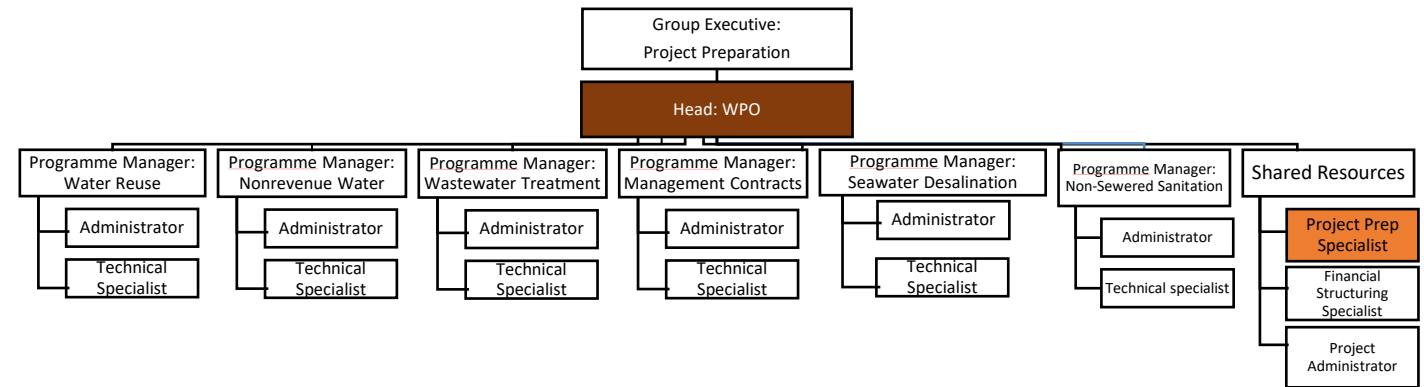 Group Executive:
Project Preparation
Head: WPO
Programme Manager:
Water Reuse
Administrator
Technical
Specialist
Programme Manager:
Nonrevenue Water
Administrator
Technical
Specialist
Programme Manager:
Wastewater Treatment
Administrator
Technical
Specialist
Programme Manager:
Management Contracts
Administrator
Technical
Specialist
Programme Manager:
Seawater Desalination
Administrator
Technical
Specialist
Programme Manager:
Non-Sewered Sanitation
Administrator
Technical specialist
Shared Resources
Project Prep
Specialist
Financial
Structuring
Specialist
Project
Administrator